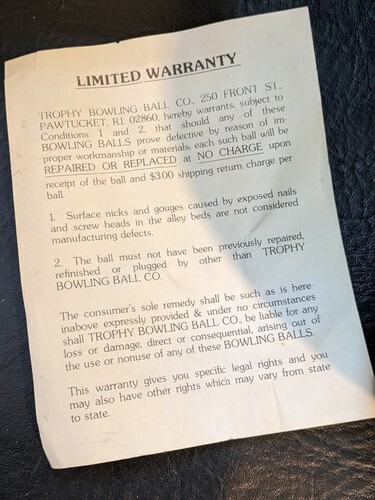 LIMITED WARRANTY
TROPHY BOWLING BALL CO., 250 FRONT ST.,
PAWTUCKET, R.I. 02860, hereby warrants, subject to
Conditions 1 and 2, that should any of these
BOWLING BALLS prove defective by reason of im-
proper workmanship or materials, each such ball will be
REPAIRED OR REPLACED at NO CHARGE upon
receipt of the ball and $3.00 shipping return charge per
ball.
1. Surface nicks and gouges caused by exposed nails
and screw heads in the alley beds are not considered
manufacturing defects.
2. The ball must not have been previously repaired,
refinished or plugged by other than TROPHY
BOWLING BALL CO.
The consumer's sole remedy shall be such as is here-
inabove expressly provided & under no circumstances
shall TROPHY BOWLING BALL CO., be liable for any
loss or damage, direct or consequential, arising out of
the use or nonuse of any of these BOWLING BALLS.
This warranty gives you specific legal rights and you
may also have other rights which may vary from state
to state.